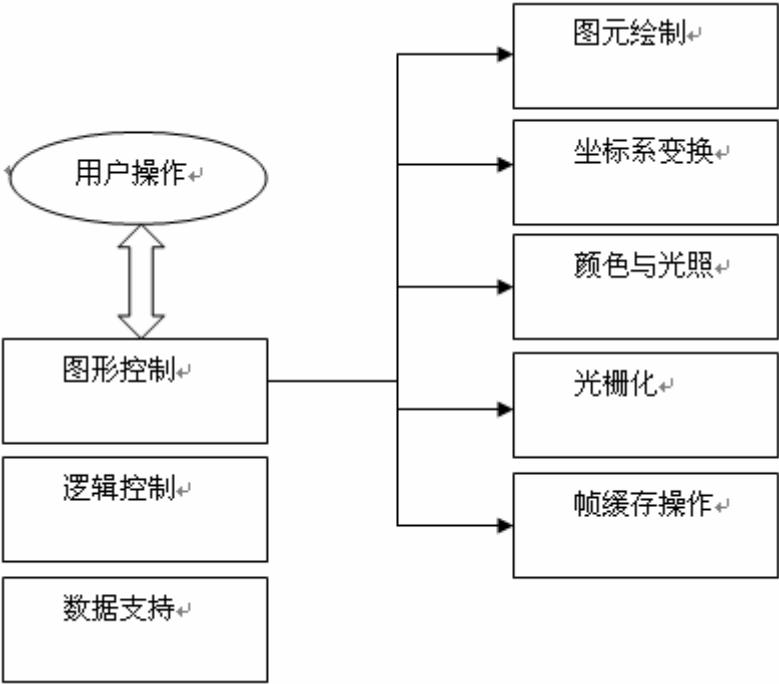 用户操作
图形控制
逻辑控制
数据支持
图元绘制
坐标系变换
颜色与光照
光栅化
帧缓存操作